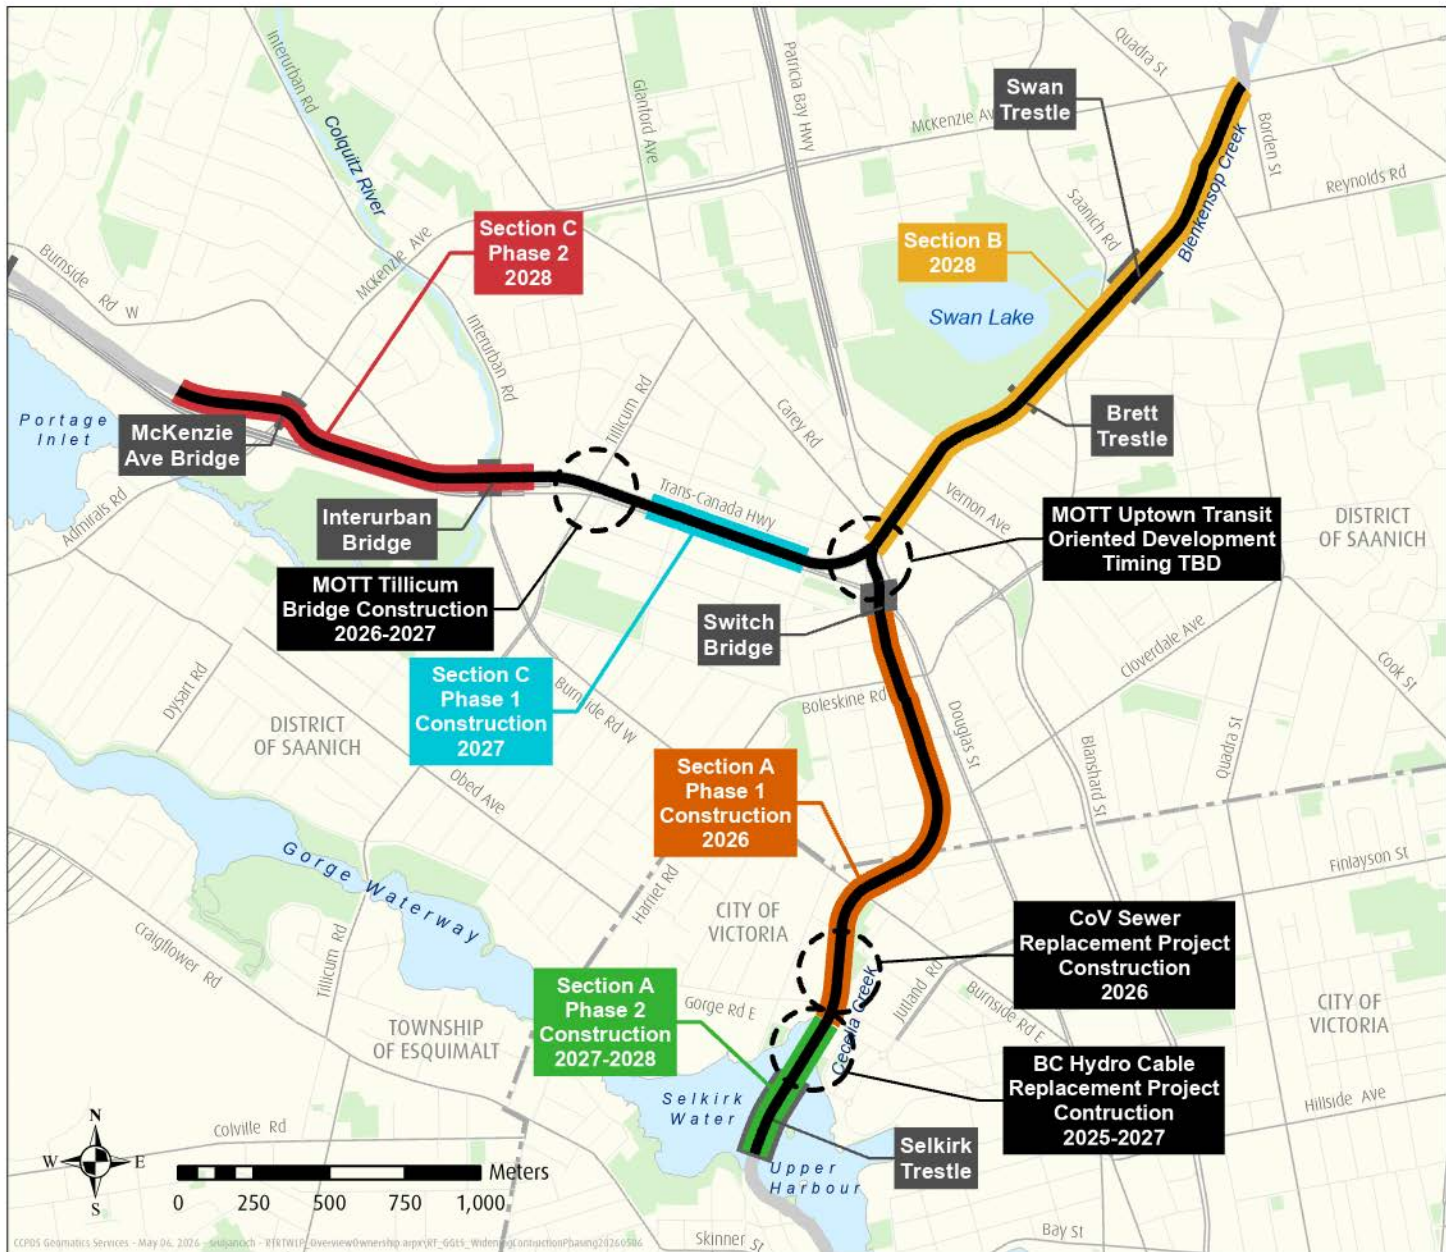 Interurban Rd
Colquitz River
Glanford Ave
Patricia Bay Hwy
Quadra St
Swan
Trestle
McKenzie Av
Borden St
Blenkensop Creek
Reynolds Rd
Saanich Rd
Section C
Phase 2
2028
Section B
2028
Burnside
Rd W
McKenzie Ave
Interurban Rd
Swan Lake
Tillicum Rd
Carey Rd
Portage
Inlet
McKenzie
Ave Bridge
Brett
Trestle
Admirals Rd
Interurban
Bridge
Trans-Canada Hwy
Vernon Ave
MOTT Uptown Transit
Oriented Development
Timing TBD
DISTRICT
OF SAANICH
MOTT Tillicum
Bridge Construction
2026-2027
Switch
Bridge
Cloverdale Ave
Cook St
Dysart Rd
DISTRICT
OF SAANICH
Section C
Phase 1
Construction
2027
Burnside Rd W
Boleskine Rd
Douglas St
Blanshard St
Quadra St
Obed Ave
Section A
Phase 1
Construction
2026
Gorge Waterway
Harriet Rd
Finlayson St
CITY OF
VICTORIA
Craigflower Rd
Tillicum Rd
CoV Sewer
Replacement Project
Construction
2026
Section A
Phase 2
Construction
2027-2028
Gorge Rd E
Cecelia Creek
Jutland Rd
Burnside Rd E
CITY OF
VICTORIA
TOWNSHIP
OF ESQUIMALT
BC Hydro Cable
Replacement Project
Contruction
2025-2027
Hillside Ave
Selkirk
Water
Colville Rd
Selkirk
Trestle
Upper
Harbour
N
W E
S
Meters
0 250 500 750 1,000
Skinner St
Bay St